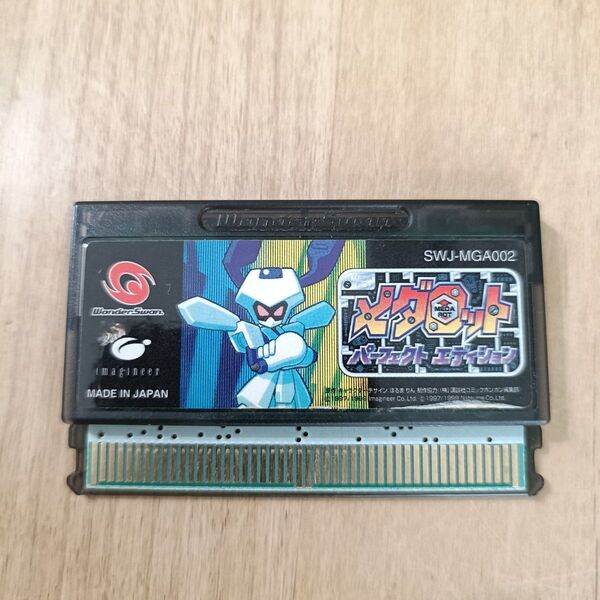 WonderSwan
SWJ-MGA002
WonderSwan
メダロット
MEDA
ROT
パーフェクト エディション
imagineer
MADE IN JAPAN